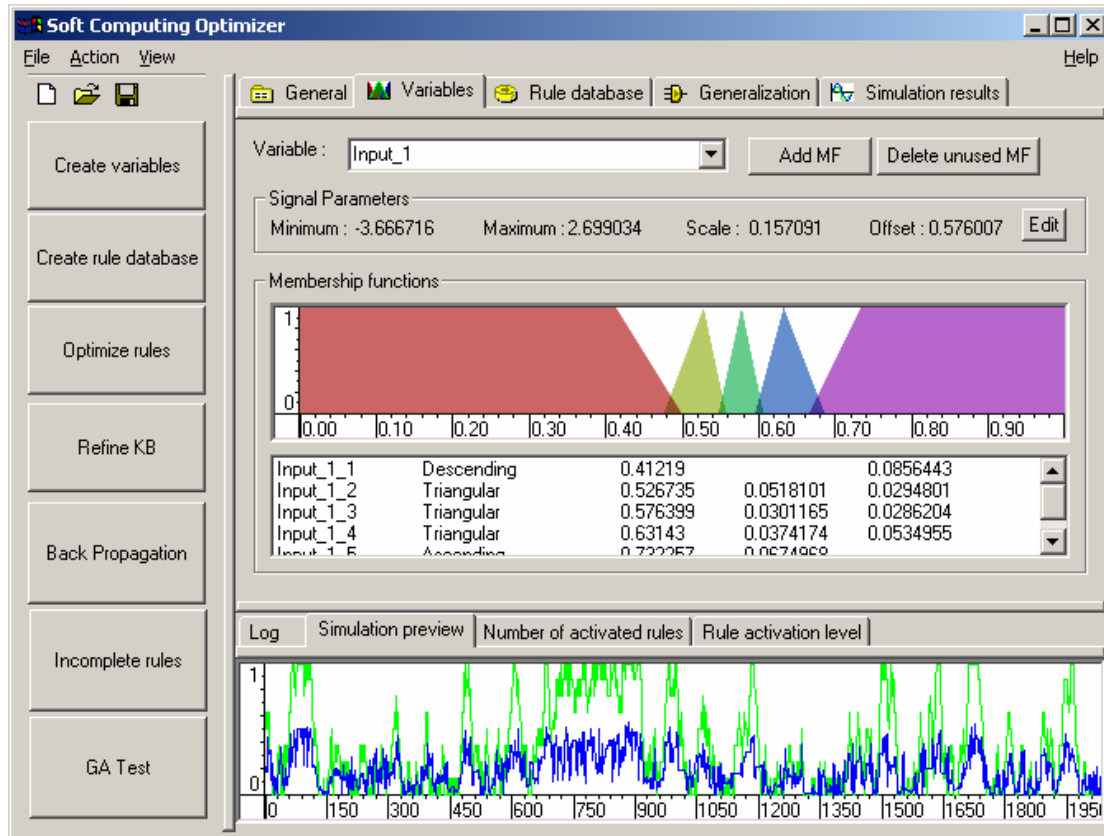 Soft Computing Optimizer
File Action View Help
General Variables Rule database Generalization Simulation results
Create variables
Create rule database
Optimize rules
Refine KB
Back Propagation
Incomplete rules
GA Test
Variable : Input_1 Add MF Delete unused MF
Signal Parameters
Minimum : -3.666716 Maximum : 2.699034 Scale : 0.157091 Offset : 0.576007 Edit
Membership functions
1
0
0.00 0.10 0.20 0.30 0.40 0.50 0.60 0.70 0.80 0.90
Input_1_1 Descending 0.41219 0.0856443
Input_1_2 Triangular 0.526735 0.0518101 0.0294801
Input_1_3 Triangular 0.576399 0.0301165 0.0286204
Input_1_4 Triangular 0.63143 0.0374174 0.0534955
Input_1_5 Ascending 0.732257 0.0674968
Log Simulation preview Number of activated rules Rule activation level
1
0
0 150 300 450 600 750 900 1050 1200 1350 1500 1650 1800 1950